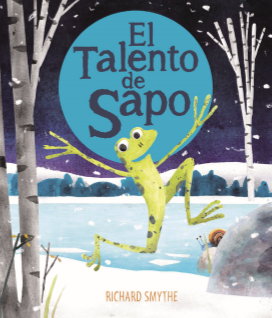 El
Talento
de
Sapo
RICHARD SMYTHE